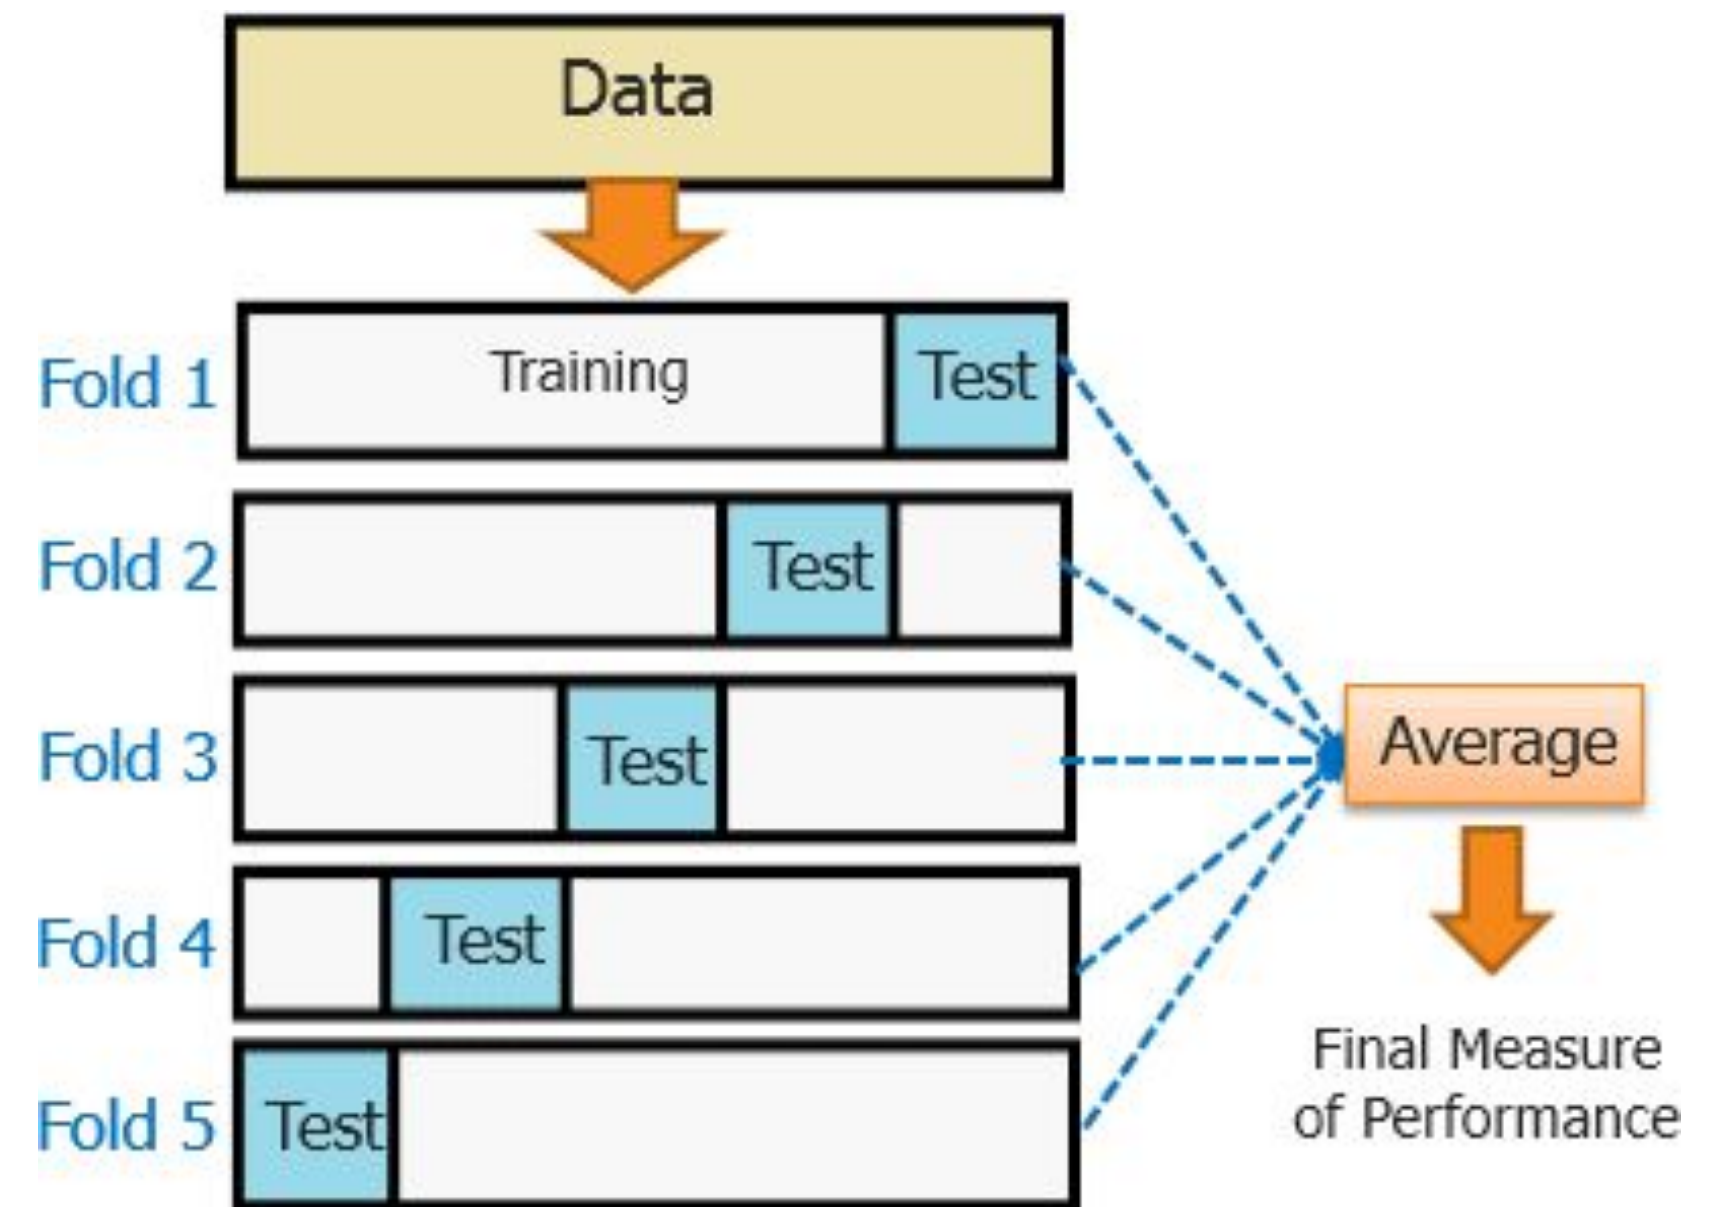 Data
Fold 1
Training
Test
Fold 2
Test
Fold 3
Test
Average
Fold 4
Test
Final Measure
of Performance
Fold 5
Test